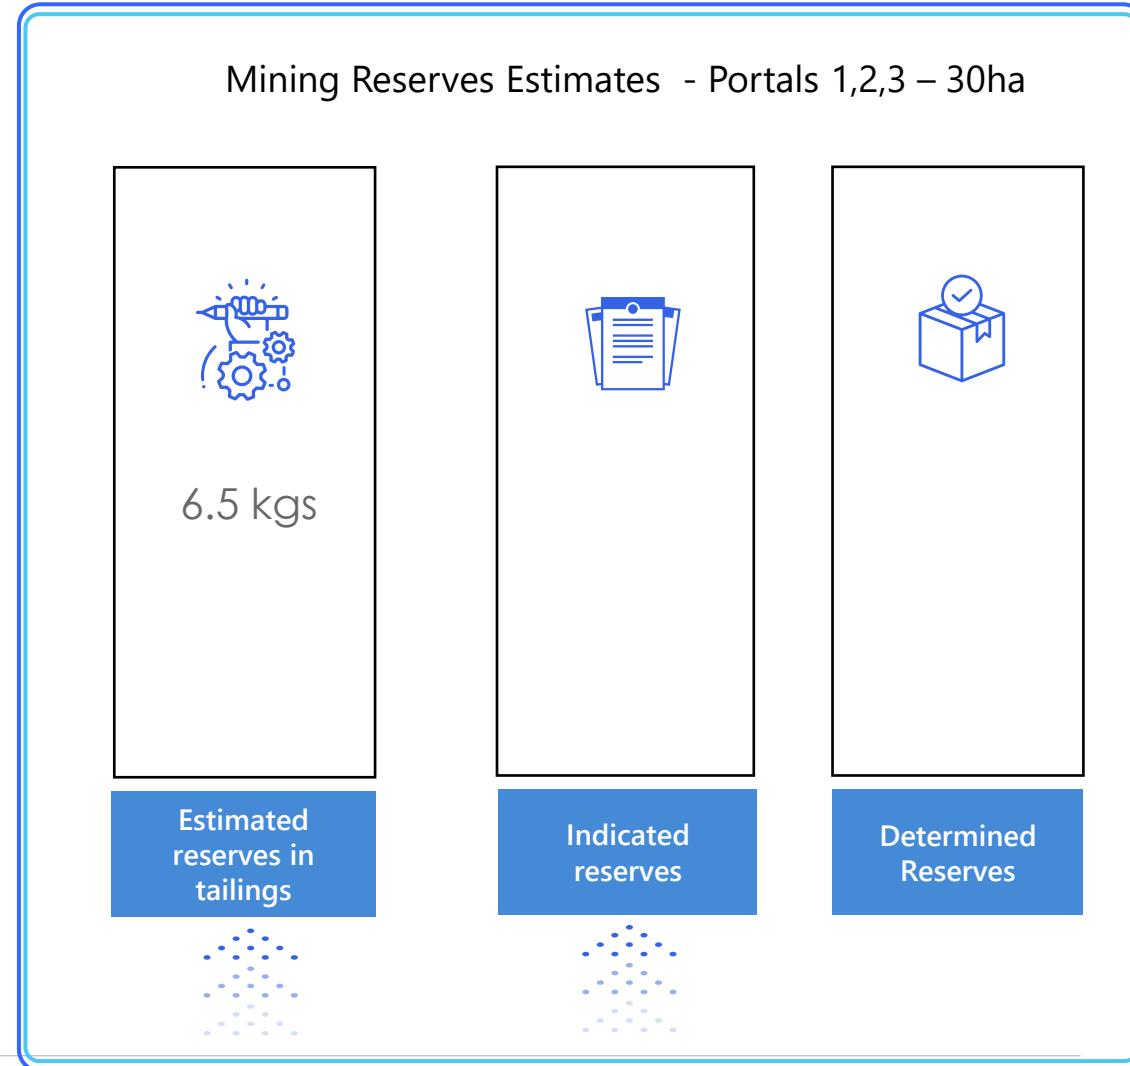 Mining Reserves Estimates  - Portals 1,2,3 – 30ha
6.5 kgs
Estimated
reserves in
tailings
Indicated
reserves
Determined
Reserves